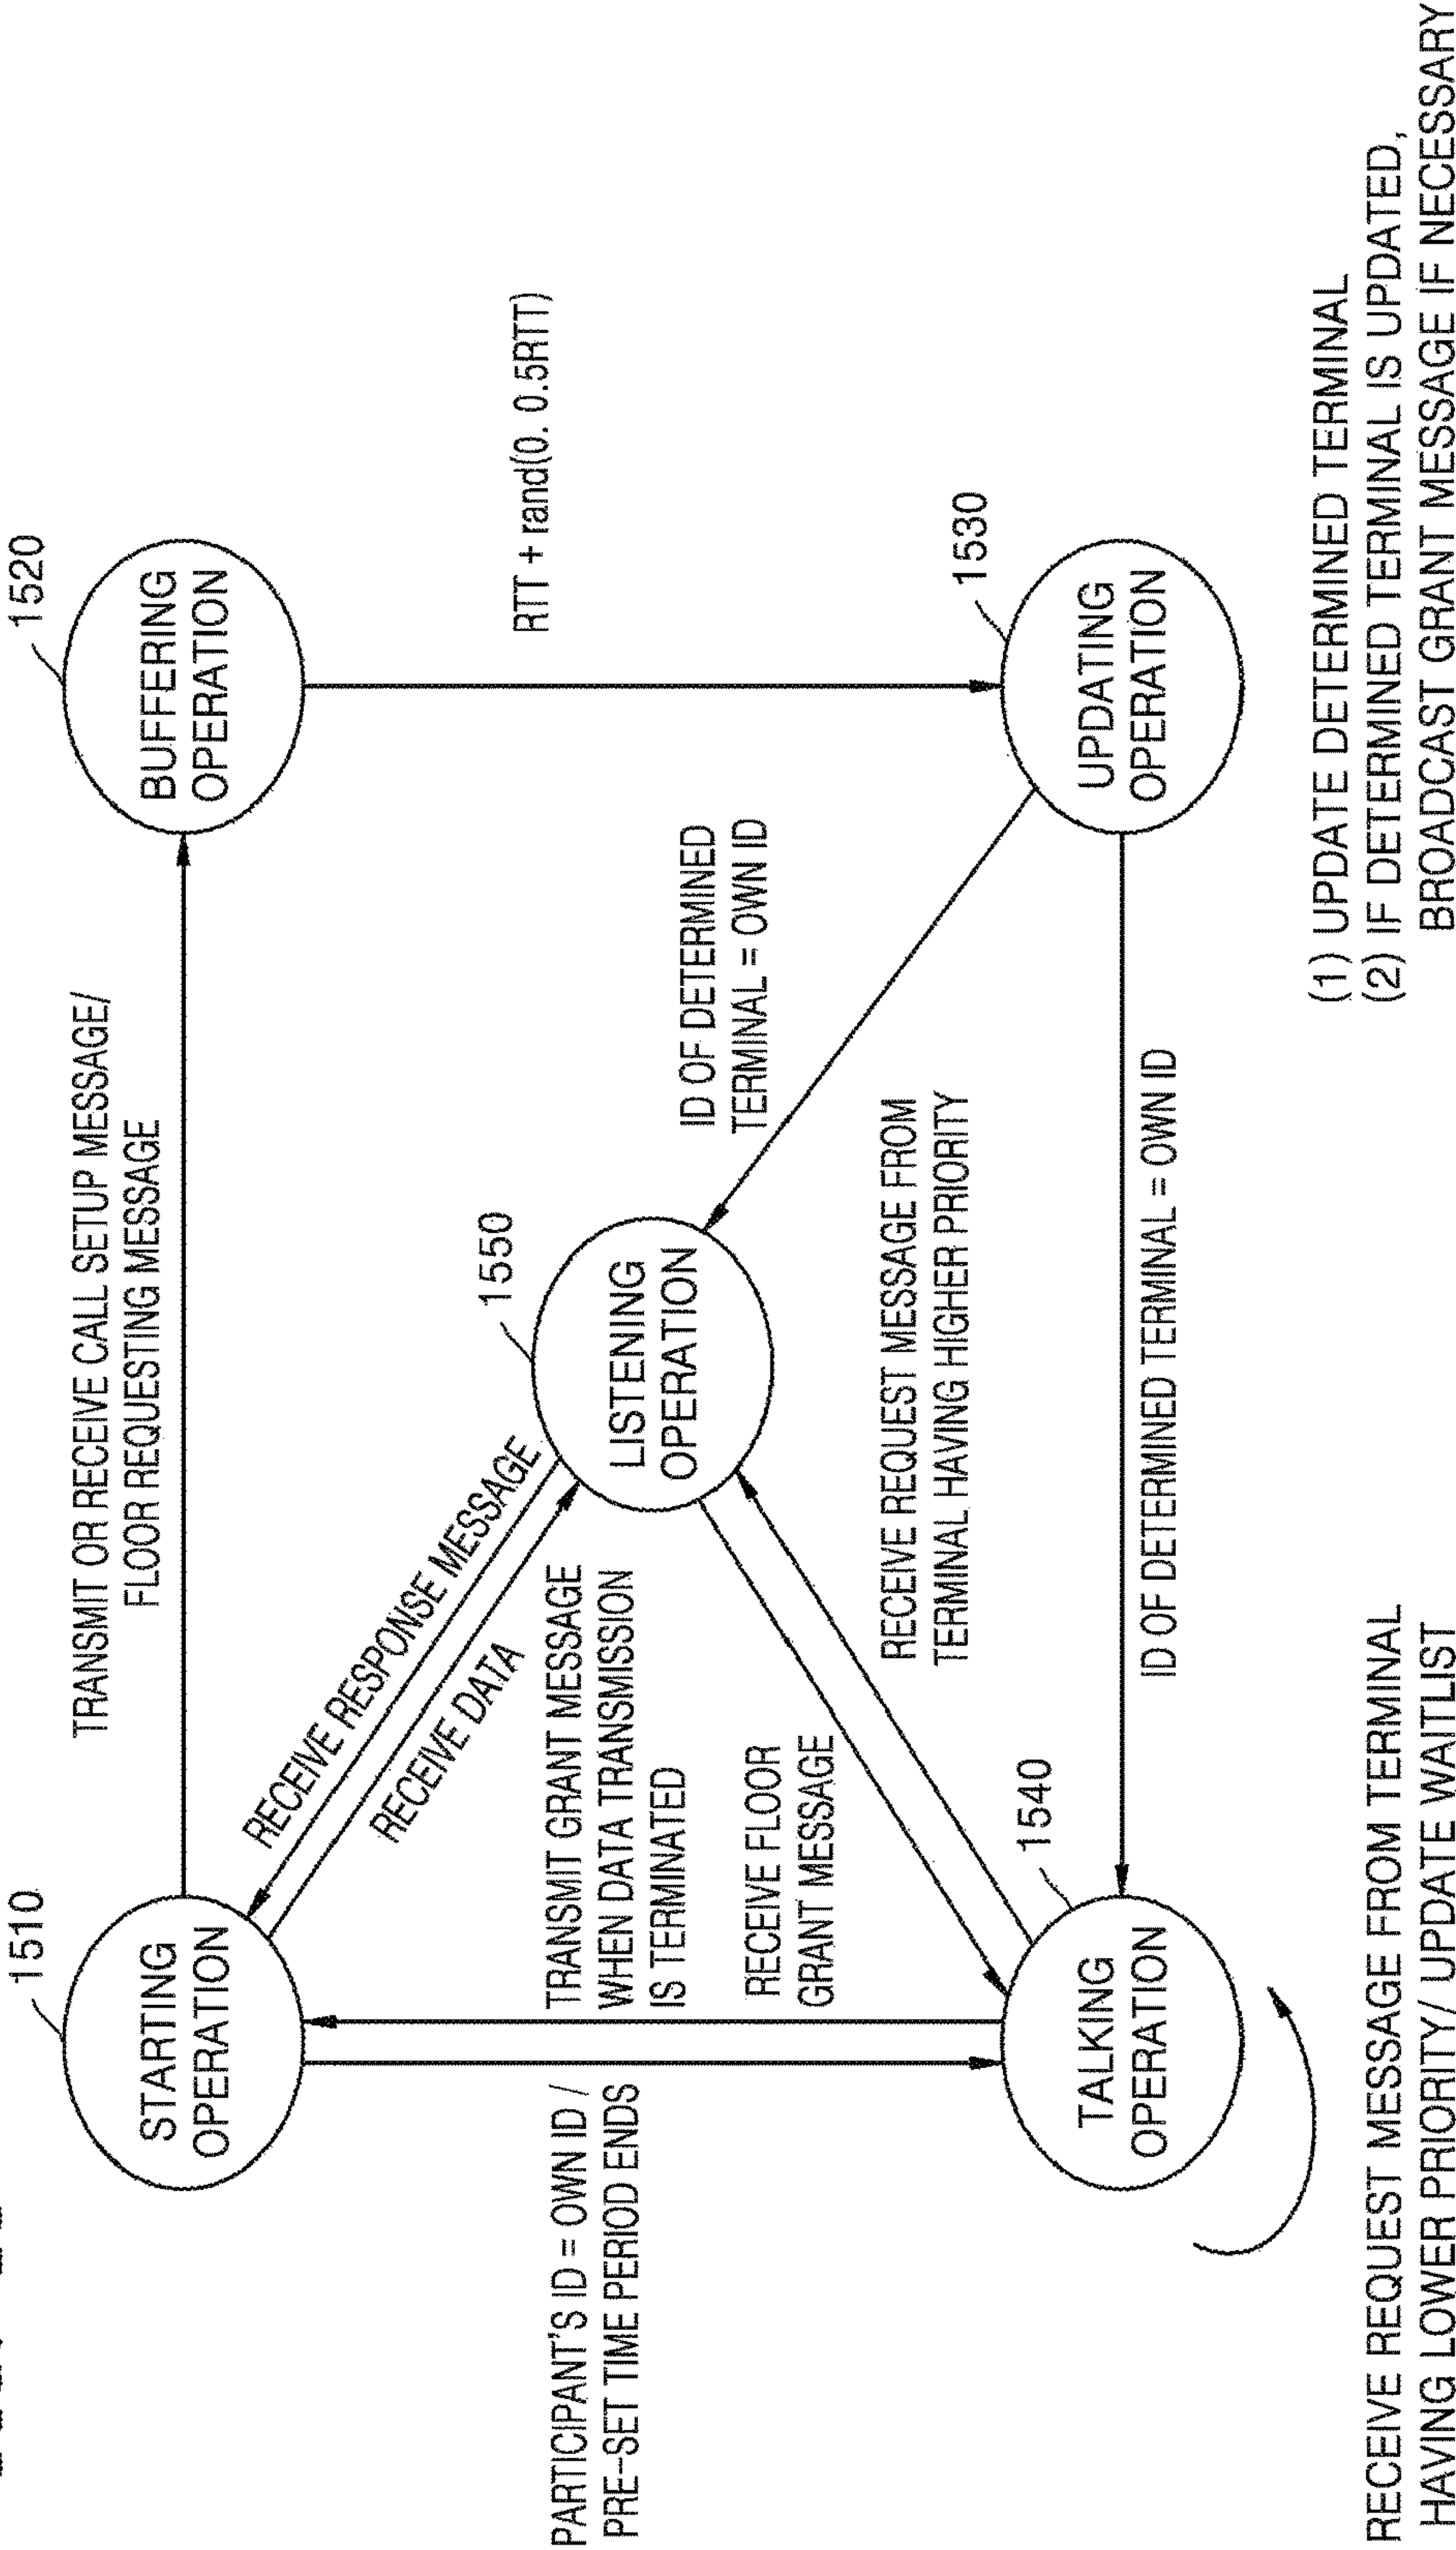 1510
STARTING
OPERATION
TRANSMIT OR RECEIVE CALL SETUP MESSAGE/
FLOOR REQUESTING MESSAGE
1520
BUFFERING
OPERATION
RECEIVE RESPONSE MESSAGE
RECEIVE DATA
1550
LISTENING
OPERATION
PARTICIPANT'S ID = OWN ID /
PRE-SET TIME PERIOD ENDS
TRANSMIT GRANT MESSAGE
WHEN DATA TRANSMISSION
IS TERMINATED
RECEIVE FLOOR
GRANT MESSAGE
ID OF DETERMINED
TERMINAL = OWN ID
RTT + rand(0. 0.5RTT)
RECEIVE REQUEST MESSAGE FROM
TERMINAL HAVING HIGHER PRIORITY
1540
TALKING
OPERATION
ID OF DETERMINED TERMINAL = OWN ID
1530
UPDATING
OPERATION
RECEIVE REQUEST MESSAGE FROM TERMINAL
HAVING LOWER PRIORITY/ UPDATE WAITLIST
(1) UPDATE DETERMINED TERMINAL
(2) IF DETERMINED TERMINAL IS UPDATED,
BROADCAST GRANT MESSAGE IF NECESSARY